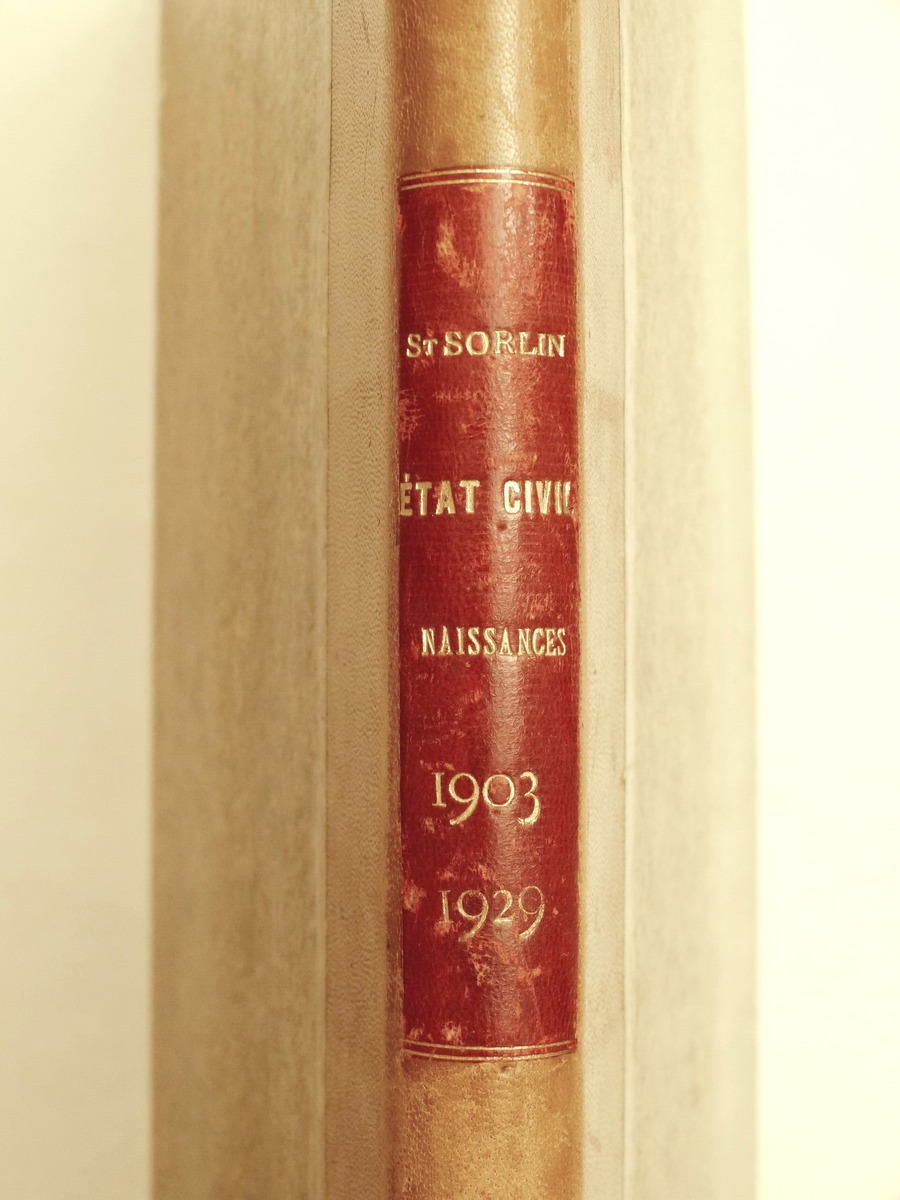 St SORLIN
ÉTAT CIVIL
NAISSANCES
1903
1929